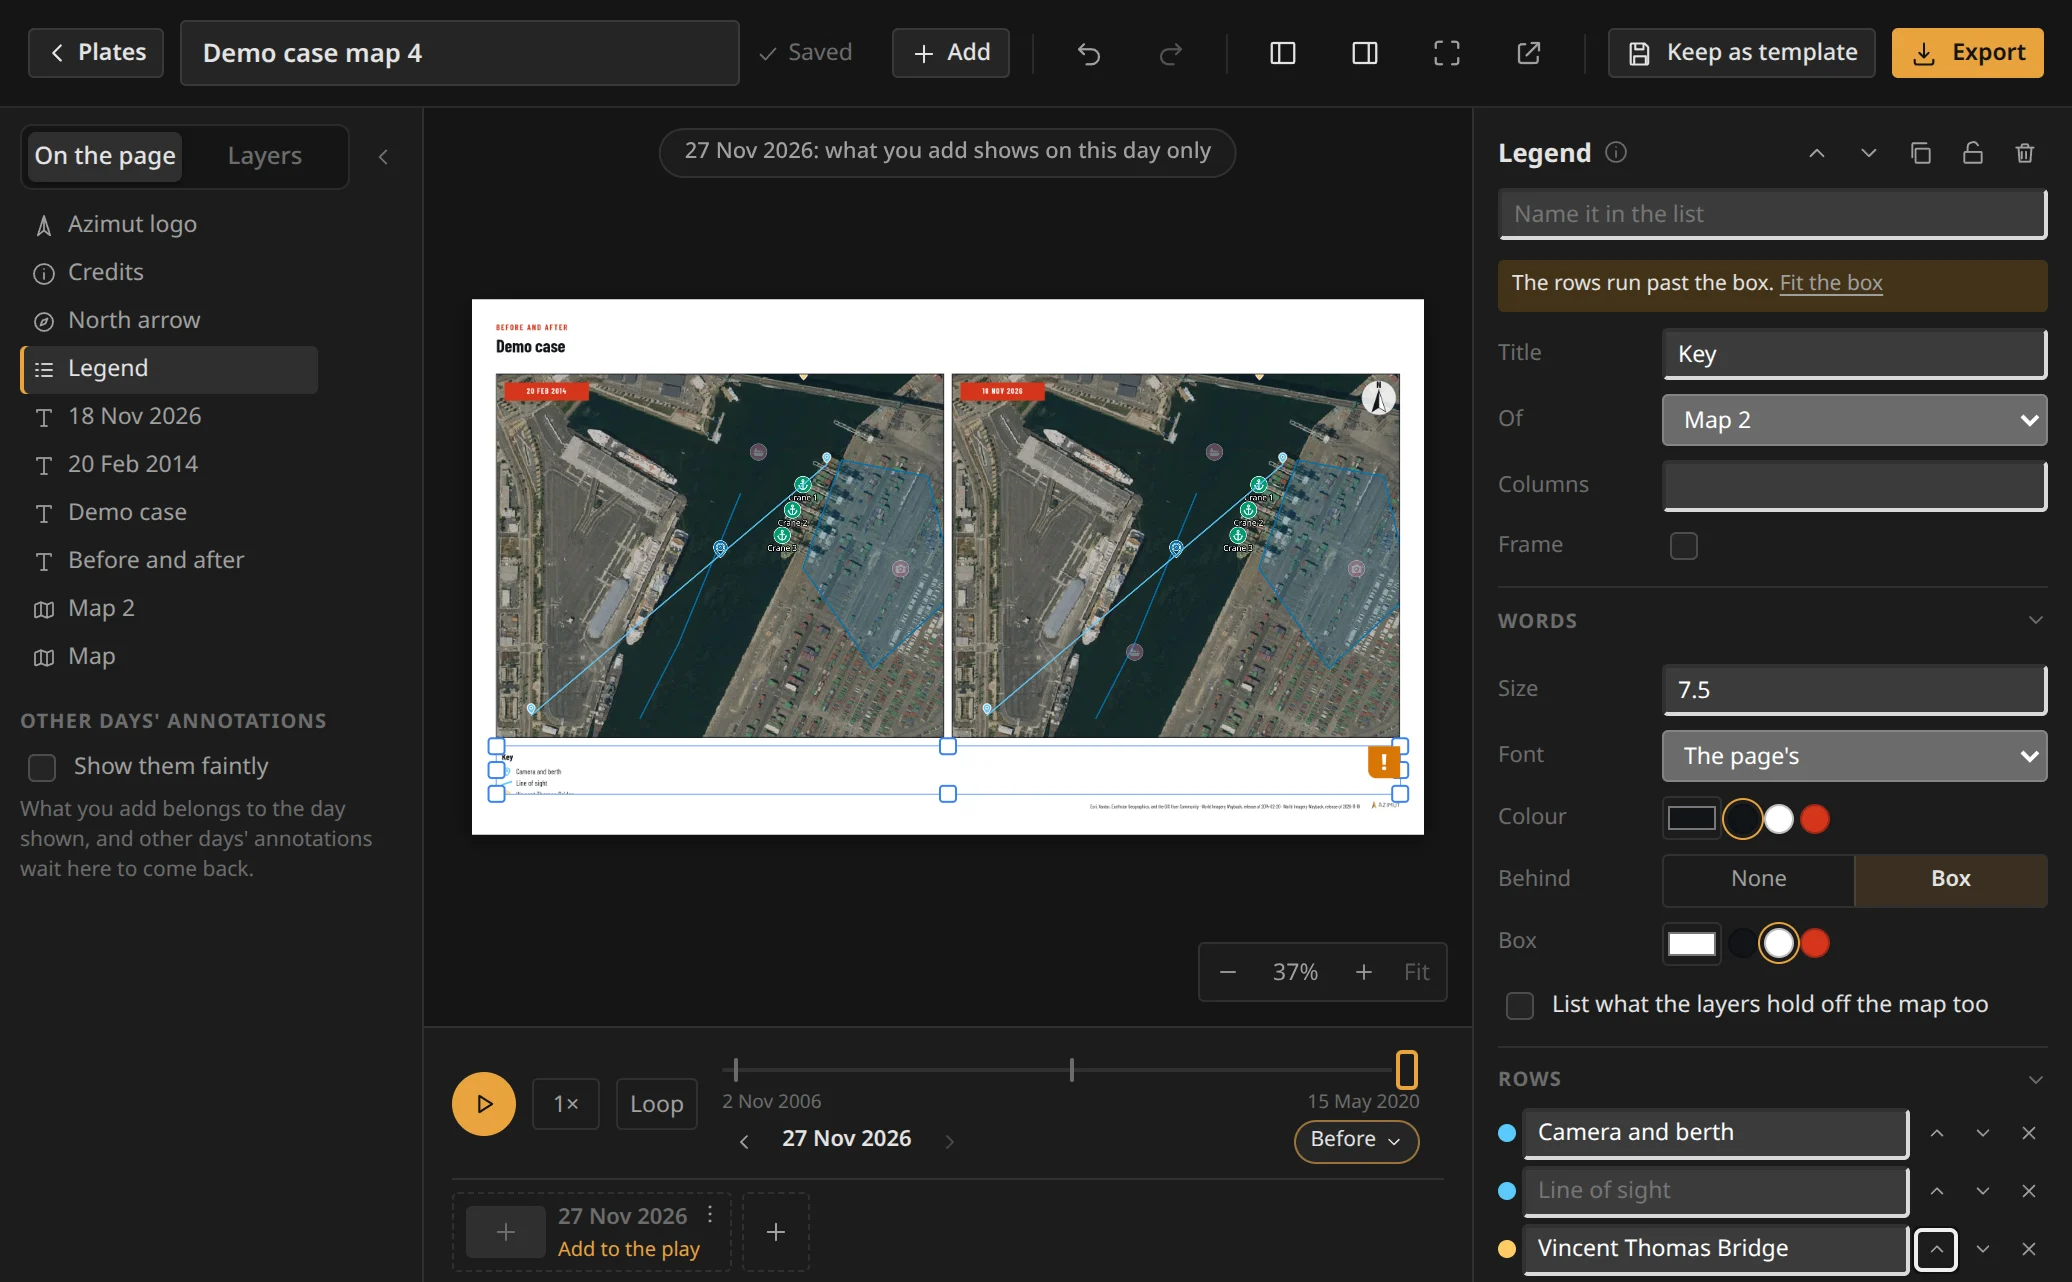 Plates
Demo case map 4
Saved
Add
Keep as template
Export
On the page
Layers
Azimut logo
Credits
North arrow
Legend
18 Nov 2026
20 Feb 2014
Demo case
Before and after
Map 2
Map
OTHER DAYS' ANNOTATIONS
Show them faintly
What you add belongs to the day
shown, and other days' annotations
wait here to come back.
27 Nov 2026: what you add shows on this day only
BEFORE AND AFTER
Demo case
20 FEB 2014
Crane 1
Crane 2
Crane 3
18 NOV 2026
N
Crane 1
Crane 2
Crane 3
Key
Camera and berth
Line of sight
!
AZIMUT
37%
Fit
1×
Loop
2 Nov 2006
15 May 2020
27 Nov 2026
Before
27 Nov 2026
Add to the play
Legend
Name it in the list
The rows run past the box. Fit the box
Title
Key
Of
Map 2
Columns
Frame
WORDS
Size
7.5
Font
The page's
Colour
Behind
None
Box
Box
List what the layers hold off the map too
ROWS
Camera and berth
Line of sight
Vincent Thomas Bridge